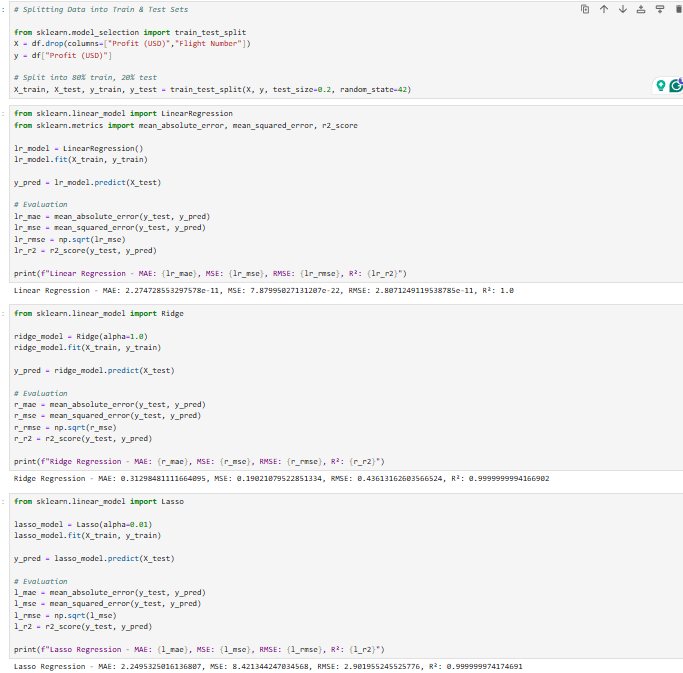 # Splitting Data into Train & Test Sets
from sklearn.model_selection import train_test_split
X = df.drop(columns=["Profit (USD)","Flight Number"])
y = df["Profit (USD)"]
# Split into 80% train, 20% test
X_train, X_test, y_train, y_test = train_test_split(X, y, test_size=0.2, random_state=42)
from sklearn.linear_model import LinearRegression
from sklearn.metrics import mean_absolute_error, mean_squared_error, r2_score
lr_model = LinearRegression()
lr_model.fit(X_train, y_train)
y_pred = lr_model.predict(X_test)
# Evaluation
lr_mae = mean_absolute_error(y_test, y_pred)
lr_mse = mean_squared_error(y_test, y_pred)
lr_rmse = np.sqrt(lr_mse)
lr_r2 = r2_score(y_test, y_pred)
print(f"Linear Regression - MAE: {lr_mae}, MSE: {lr_mse}, RMSE: {lr_rmse}, R²: {lr_r2}")
Linear Regression - MAE: 2.274728553297578e-11, MSE: 7.87995027131207e-22, RMSE: 2.8071249119538785e-11, R²: 1.0
from sklearn.linear_model import Ridge
ridge_model = Ridge(alpha=1.0)
ridge_model.fit(X_train, y_train)
y_pred = ridge_model.predict(X_test)
# Evaluation
r_mae = mean_absolute_error(y_test, y_pred)
r_mse = mean_squared_error(y_test, y_pred)
r_rmse = np.sqrt(r_mse)
r_r2 = r2_score(y_test, y_pred)
print(f"Ridge Regression - MAE: {r_mae}, MSE: {r_mse}, RMSE: {r_rmse}, R²: {r_r2}")
Ridge Regression - MAE: 0.31298481111664095, MSE: 0.19021079522851334, RMSE: 0.43613162603566524, R²: 0.9999999994166902
from sklearn.linear_model import Lasso
lasso_model = Lasso(alpha=0.01)
lasso_model.fit(X_train, y_train)
y_pred = lasso_model.predict(X_test)
# Evaluation
l_mae = mean_absolute_error(y_test, y_pred)
l_mse = mean_squared_error(y_test, y_pred)
l_rmse = np.sqrt(l_mse)
l_r2 = r2_score(y_test, y_pred)
print(f"Lasso Regression - MAE: {l_mae}, MSE: {l_mse}, RMSE: {l_rmse}, R²: {l_r2}")
Lasso Regression - MAE: 2.2495325016136807, MSE: 8.421344247034568, RMSE: 2.901955245525776, R²: 0.999999974174691